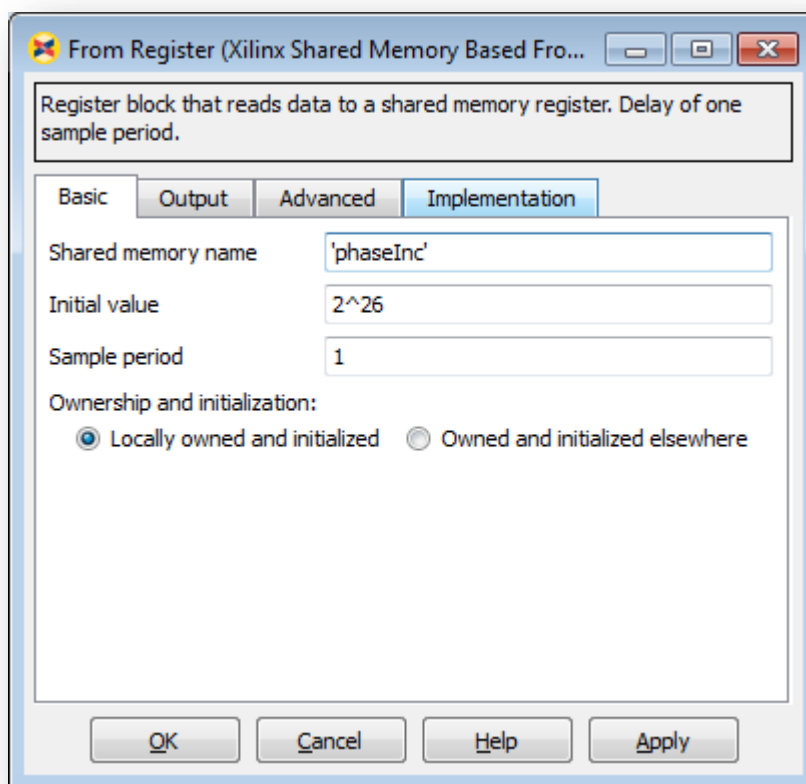 From Register (Xilinx Shared Memory Based Fro...
Register block that reads data to a shared memory register. Delay of one
sample period.
Basic Output Advanced Implementation
Shared memory name 'phaseInc'
Initial value 2^26
Sample period 1
Ownership and initialization:
Locally owned and initialized Owned and initialized elsewhere
OK Cancel Help Apply